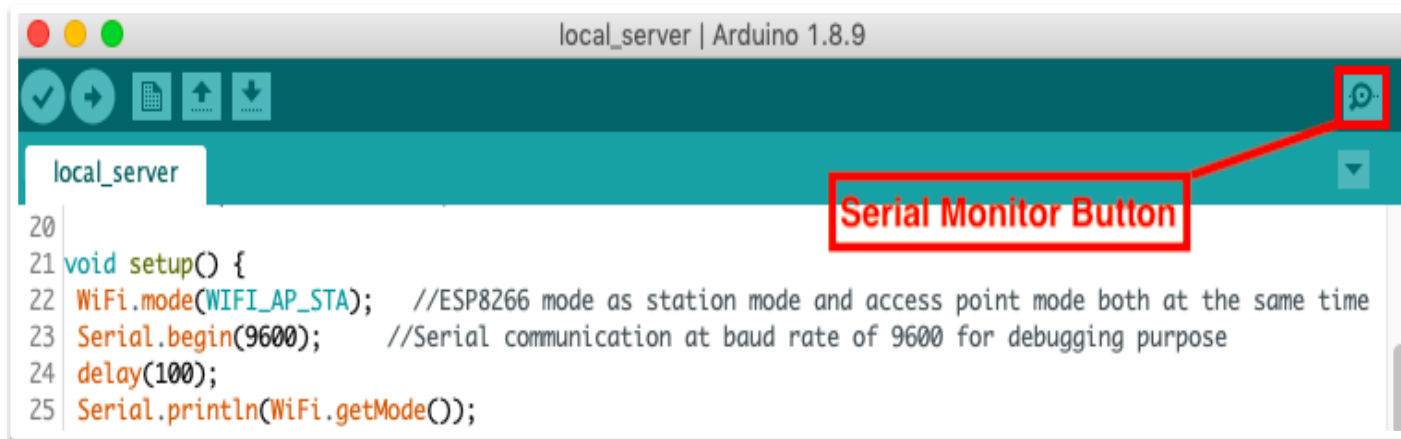 local_server | Arduino 1.8.9
local_server
Serial Monitor Button
20
21 void setup() {
22 WiFi.mode(WIFI_AP_STA); //ESP8266 mode as station mode and access point mode both at the same time
23 Serial.begin(9600); //Serial communication at baud rate of 9600 for debugging purpose
24 delay(100);
25 Serial.println(WiFi.getMode());